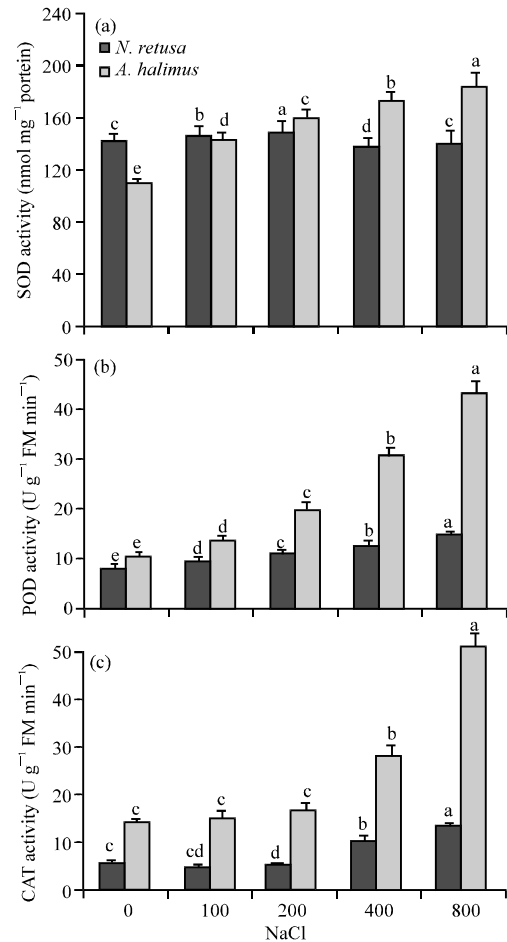 (a)
N. retusa
A. halimus
SOD activity (nmol mg⁻¹ portein)
240
200
160
120
80
40
0
c e b d a c d b c a
(b)
POD activity (U g⁻¹ FM min⁻¹)
50
40
30
20
10
0
e e d d c c b b a a
(c)
CAT activity (U g⁻¹ FM min⁻¹)
50
40
30
20
10
0
c c cd c d c b b a a
0 100 200 400 800
NaCl